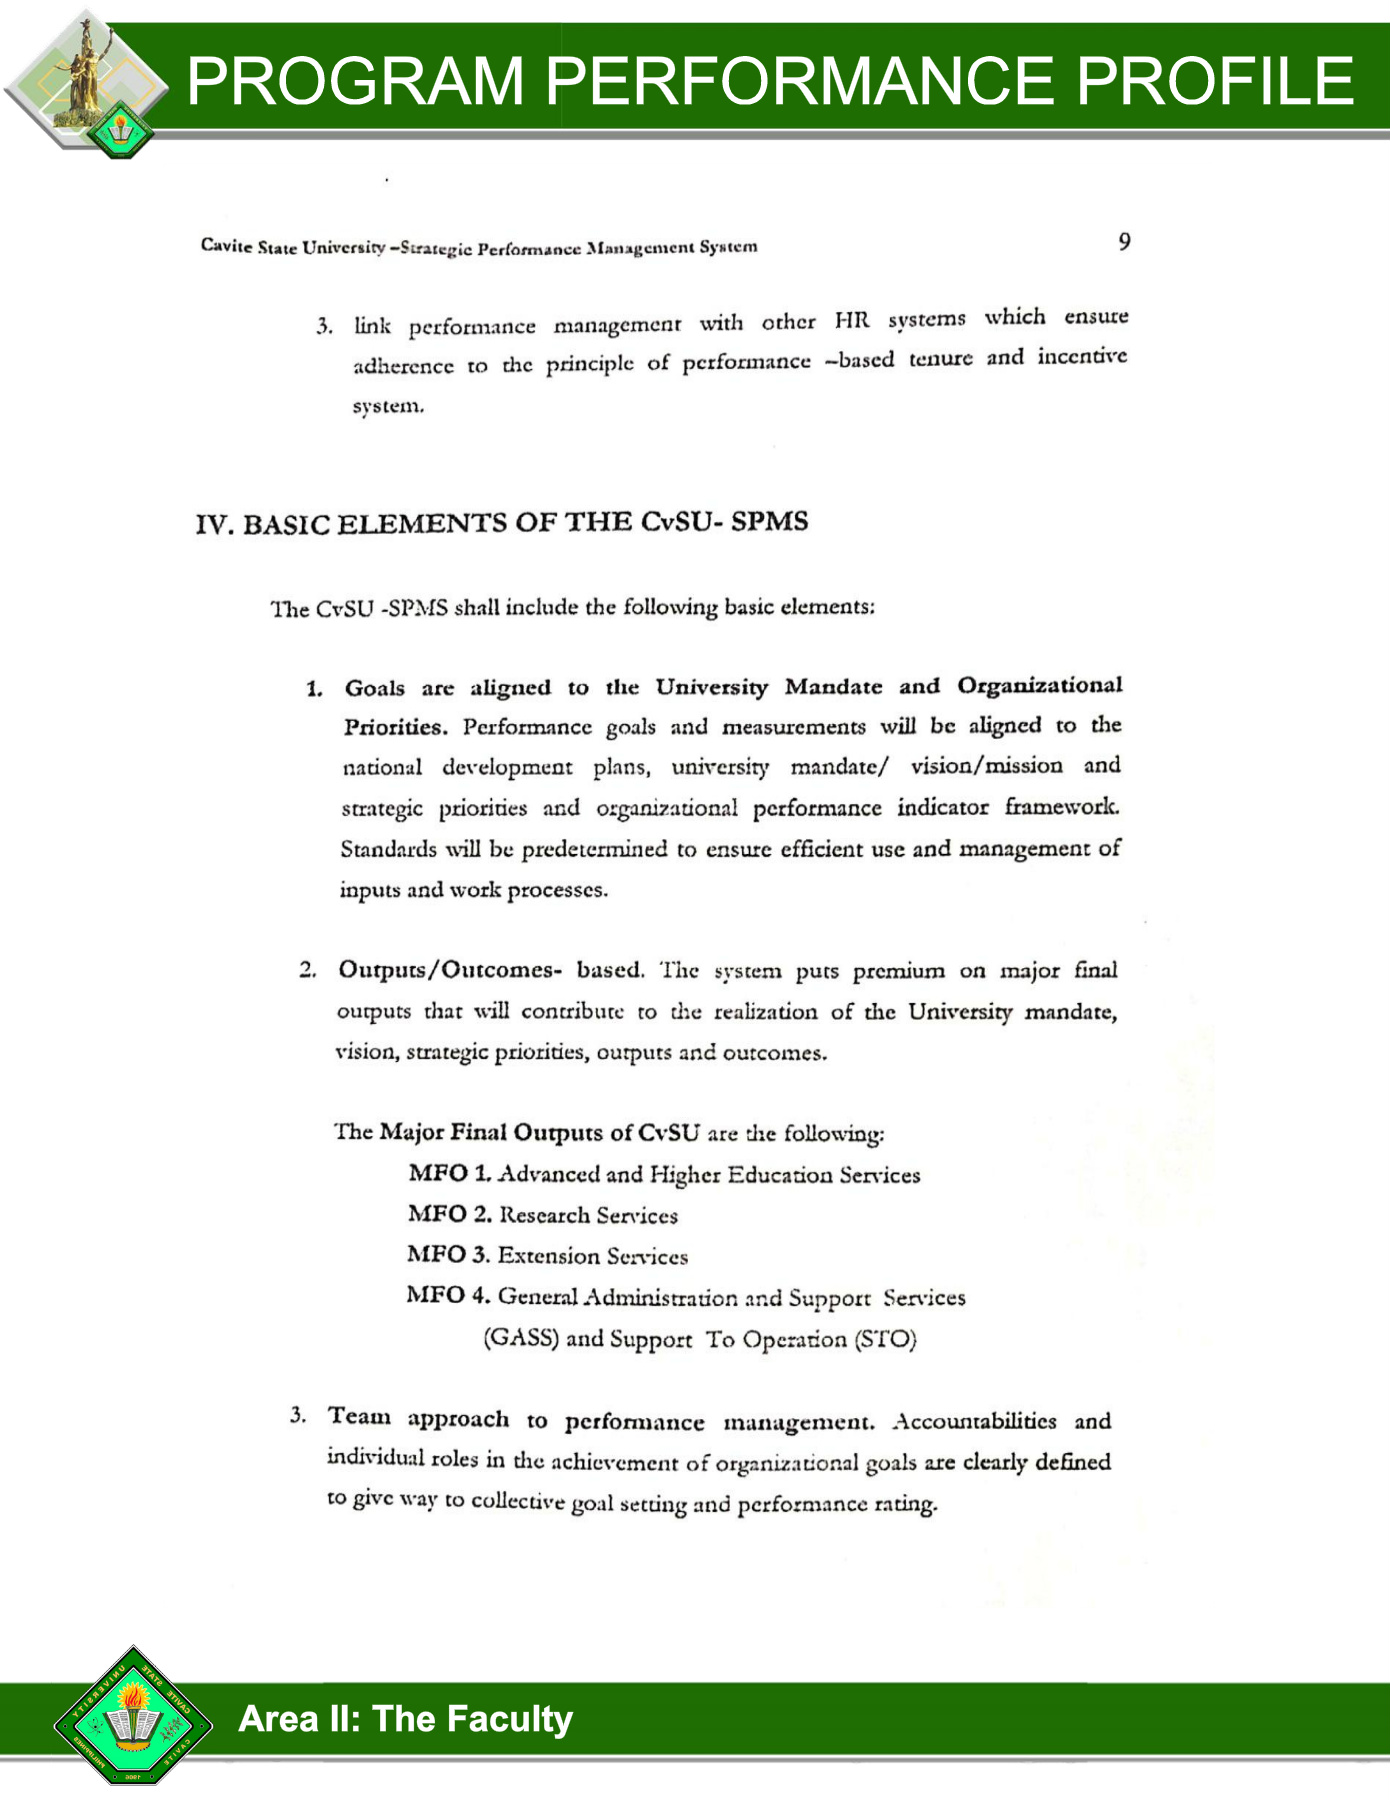 PROGRAM PERFORMANCE PROFILE
Cavite State University –Strategic Performance Management System 9
3. link performance management with other HR systems which ensure
adherence to the principle of performance –based tenure and incentive
system.
IV. BASIC ELEMENTS OF THE CvSU- SPMS
The CvSU -SPMS shall include the following basic elements:
1. Goals are aligned to the University Mandate and Organizational
Priorities. Performance goals and measurements will be aligned to the
national development plans, university mandate/ vision/mission and
strategic priorities and organizational performance indicator framework.
Standards will be predetermined to ensure efficient use and management of
inputs and work processes.
2. Outputs/Outcomes- based. The system puts premium on major final
outputs that will contribute to the realization of the University mandate,
vision, strategic priorities, outputs and outcomes.
The Major Final Outputs of CvSU are the following:
MFO 1. Advanced and Higher Education Services
MFO 2. Research Services
MFO 3. Extension Services
MFO 4. General Administration and Support Services
(GASS) and Support To Operation (STO)
3. Team approach to performance management. Accountabilities and
individual roles in the achievement of organizational goals are clearly defined
to give way to collective goal setting and performance rating.
CAVITE STATE UNIVERSITY
CAVITE PHILIPPINES
1906
Area II: The Faculty